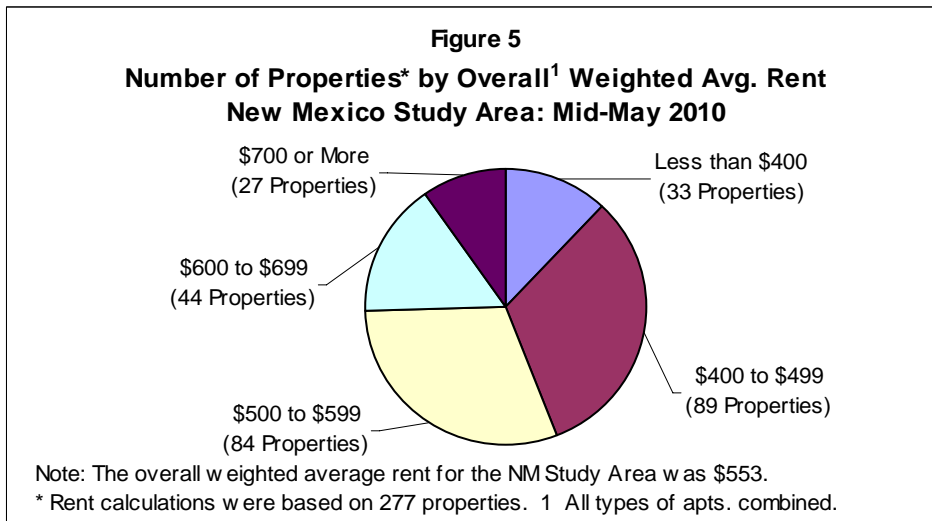 Figure 5
Number of Properties* by Overall1 Weighted Avg. Rent
New Mexico Study Area: Mid-May 2010
$700 or More
(27 Properties)
Less than $400
(33 Properties)
$600 to $699
(44 Properties)
$400 to $499
(89 Properties)
$500 to $599
(84 Properties)
Note: The overall weighted average rent for the NM Study Area was $553.
* Rent calculations were based on 277 properties. 1 All types of apts. combined.